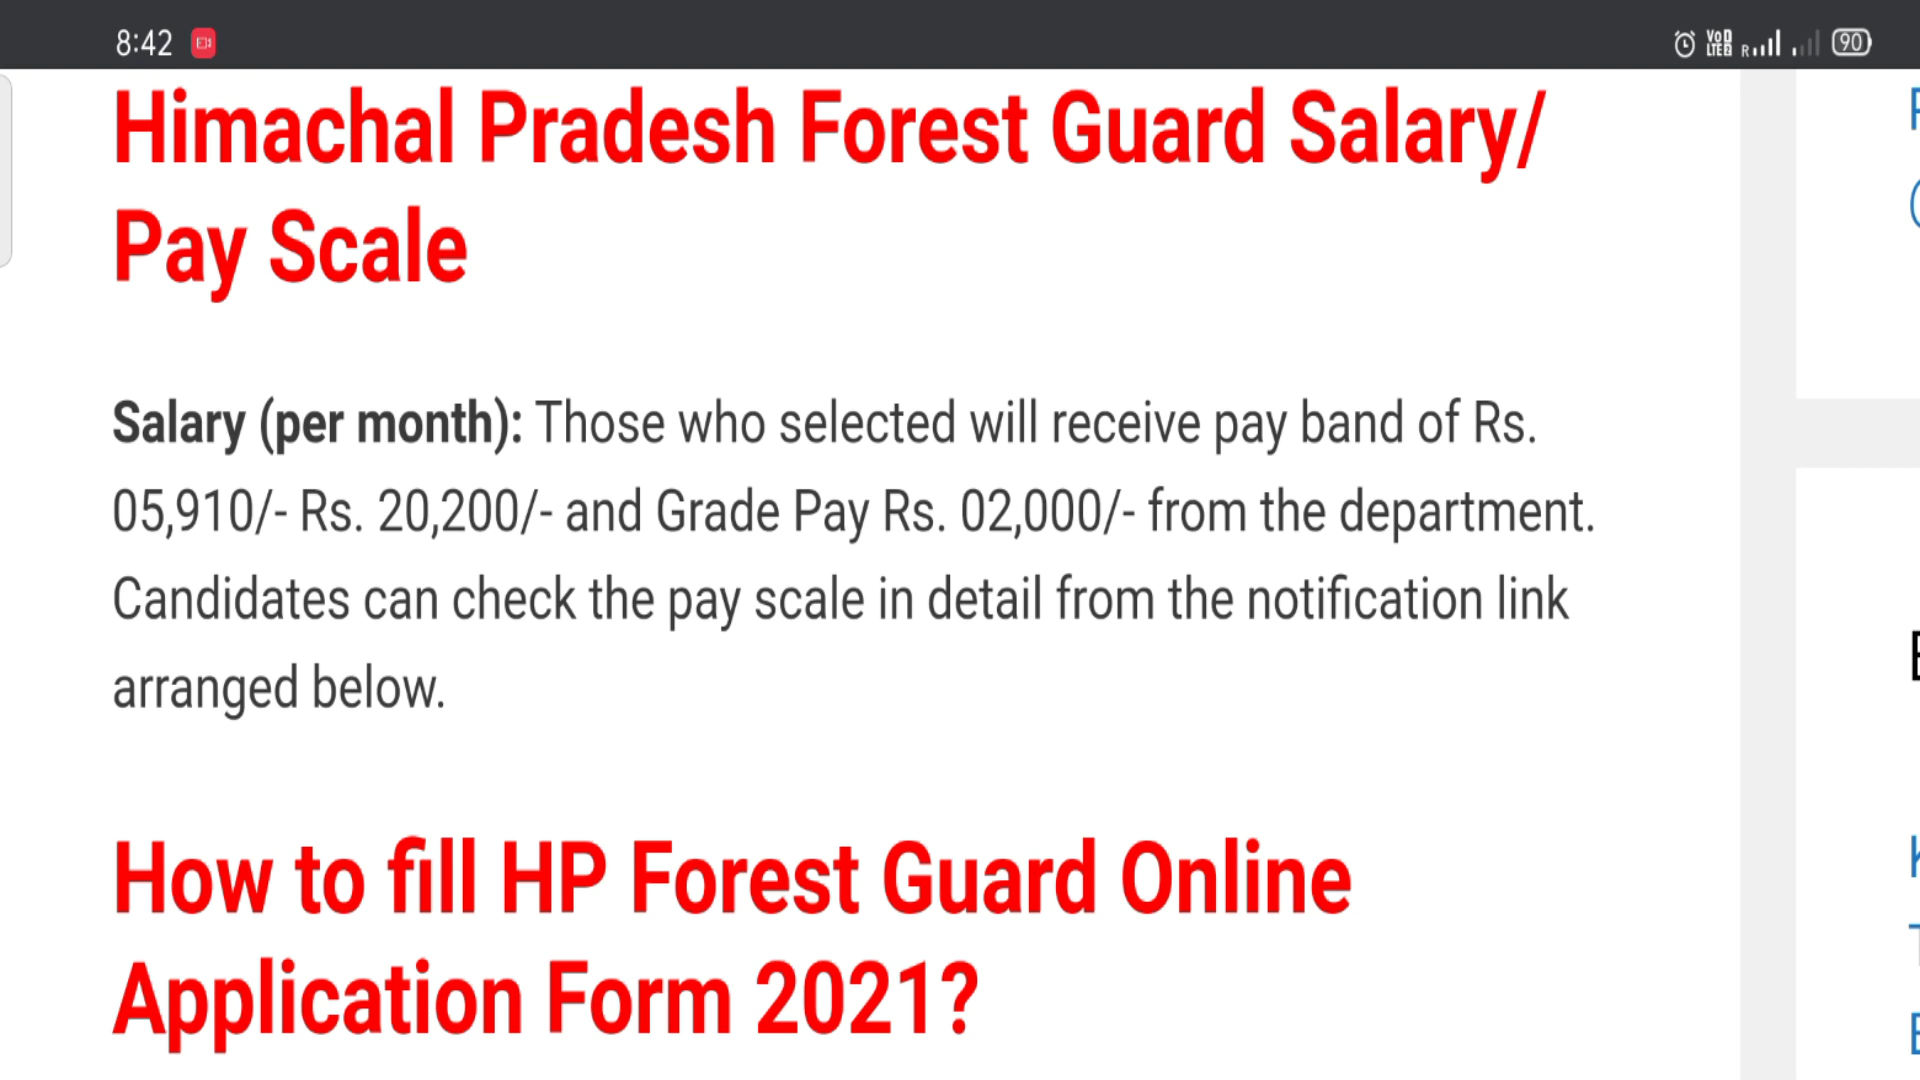 8:42
VoD
LTE2 R 90
Himachal Pradesh Forest Guard Salary/
Pay Scale
Salary (per month): Those who selected will receive pay band of Rs.
05,910/- Rs. 20,200/- and Grade Pay Rs. 02,000/- from the department.
Candidates can check the pay scale in detail from the notification link
arranged below.
How to fill HP Forest Guard Online
Application Form 2021?